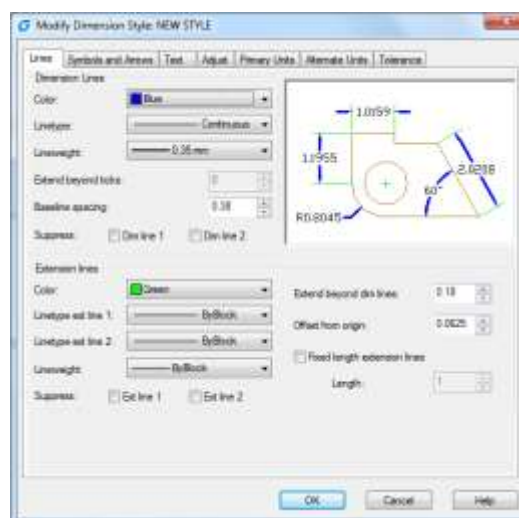 Modify Dimension Style: NEW STYLE
Lines Symbols and Arrows Text Adjust Primary Units Alternate Units Tolerance
Dimension Lines
Color: Blue
Linetype: Continuous
Lineweight: 0.35 mm
Extend beyond ticks: 0
Baseline spacing: 0.38
Suppress: Dim line 1 Dim line 2
1.0159
1.1955
2.0208
60°
R0.8045
Extension lines
Color: Green
Linetype ext line 1: ByBlock
Linetype ext line 2: ByBlock
Lineweight: ByBlock
Suppress: Ext line 1 Ext line 2
Extend beyond dim lines: 0.18
Offset from origin: 0.0625
Fixed length extension lines
Length: 1
OK Cancel Help